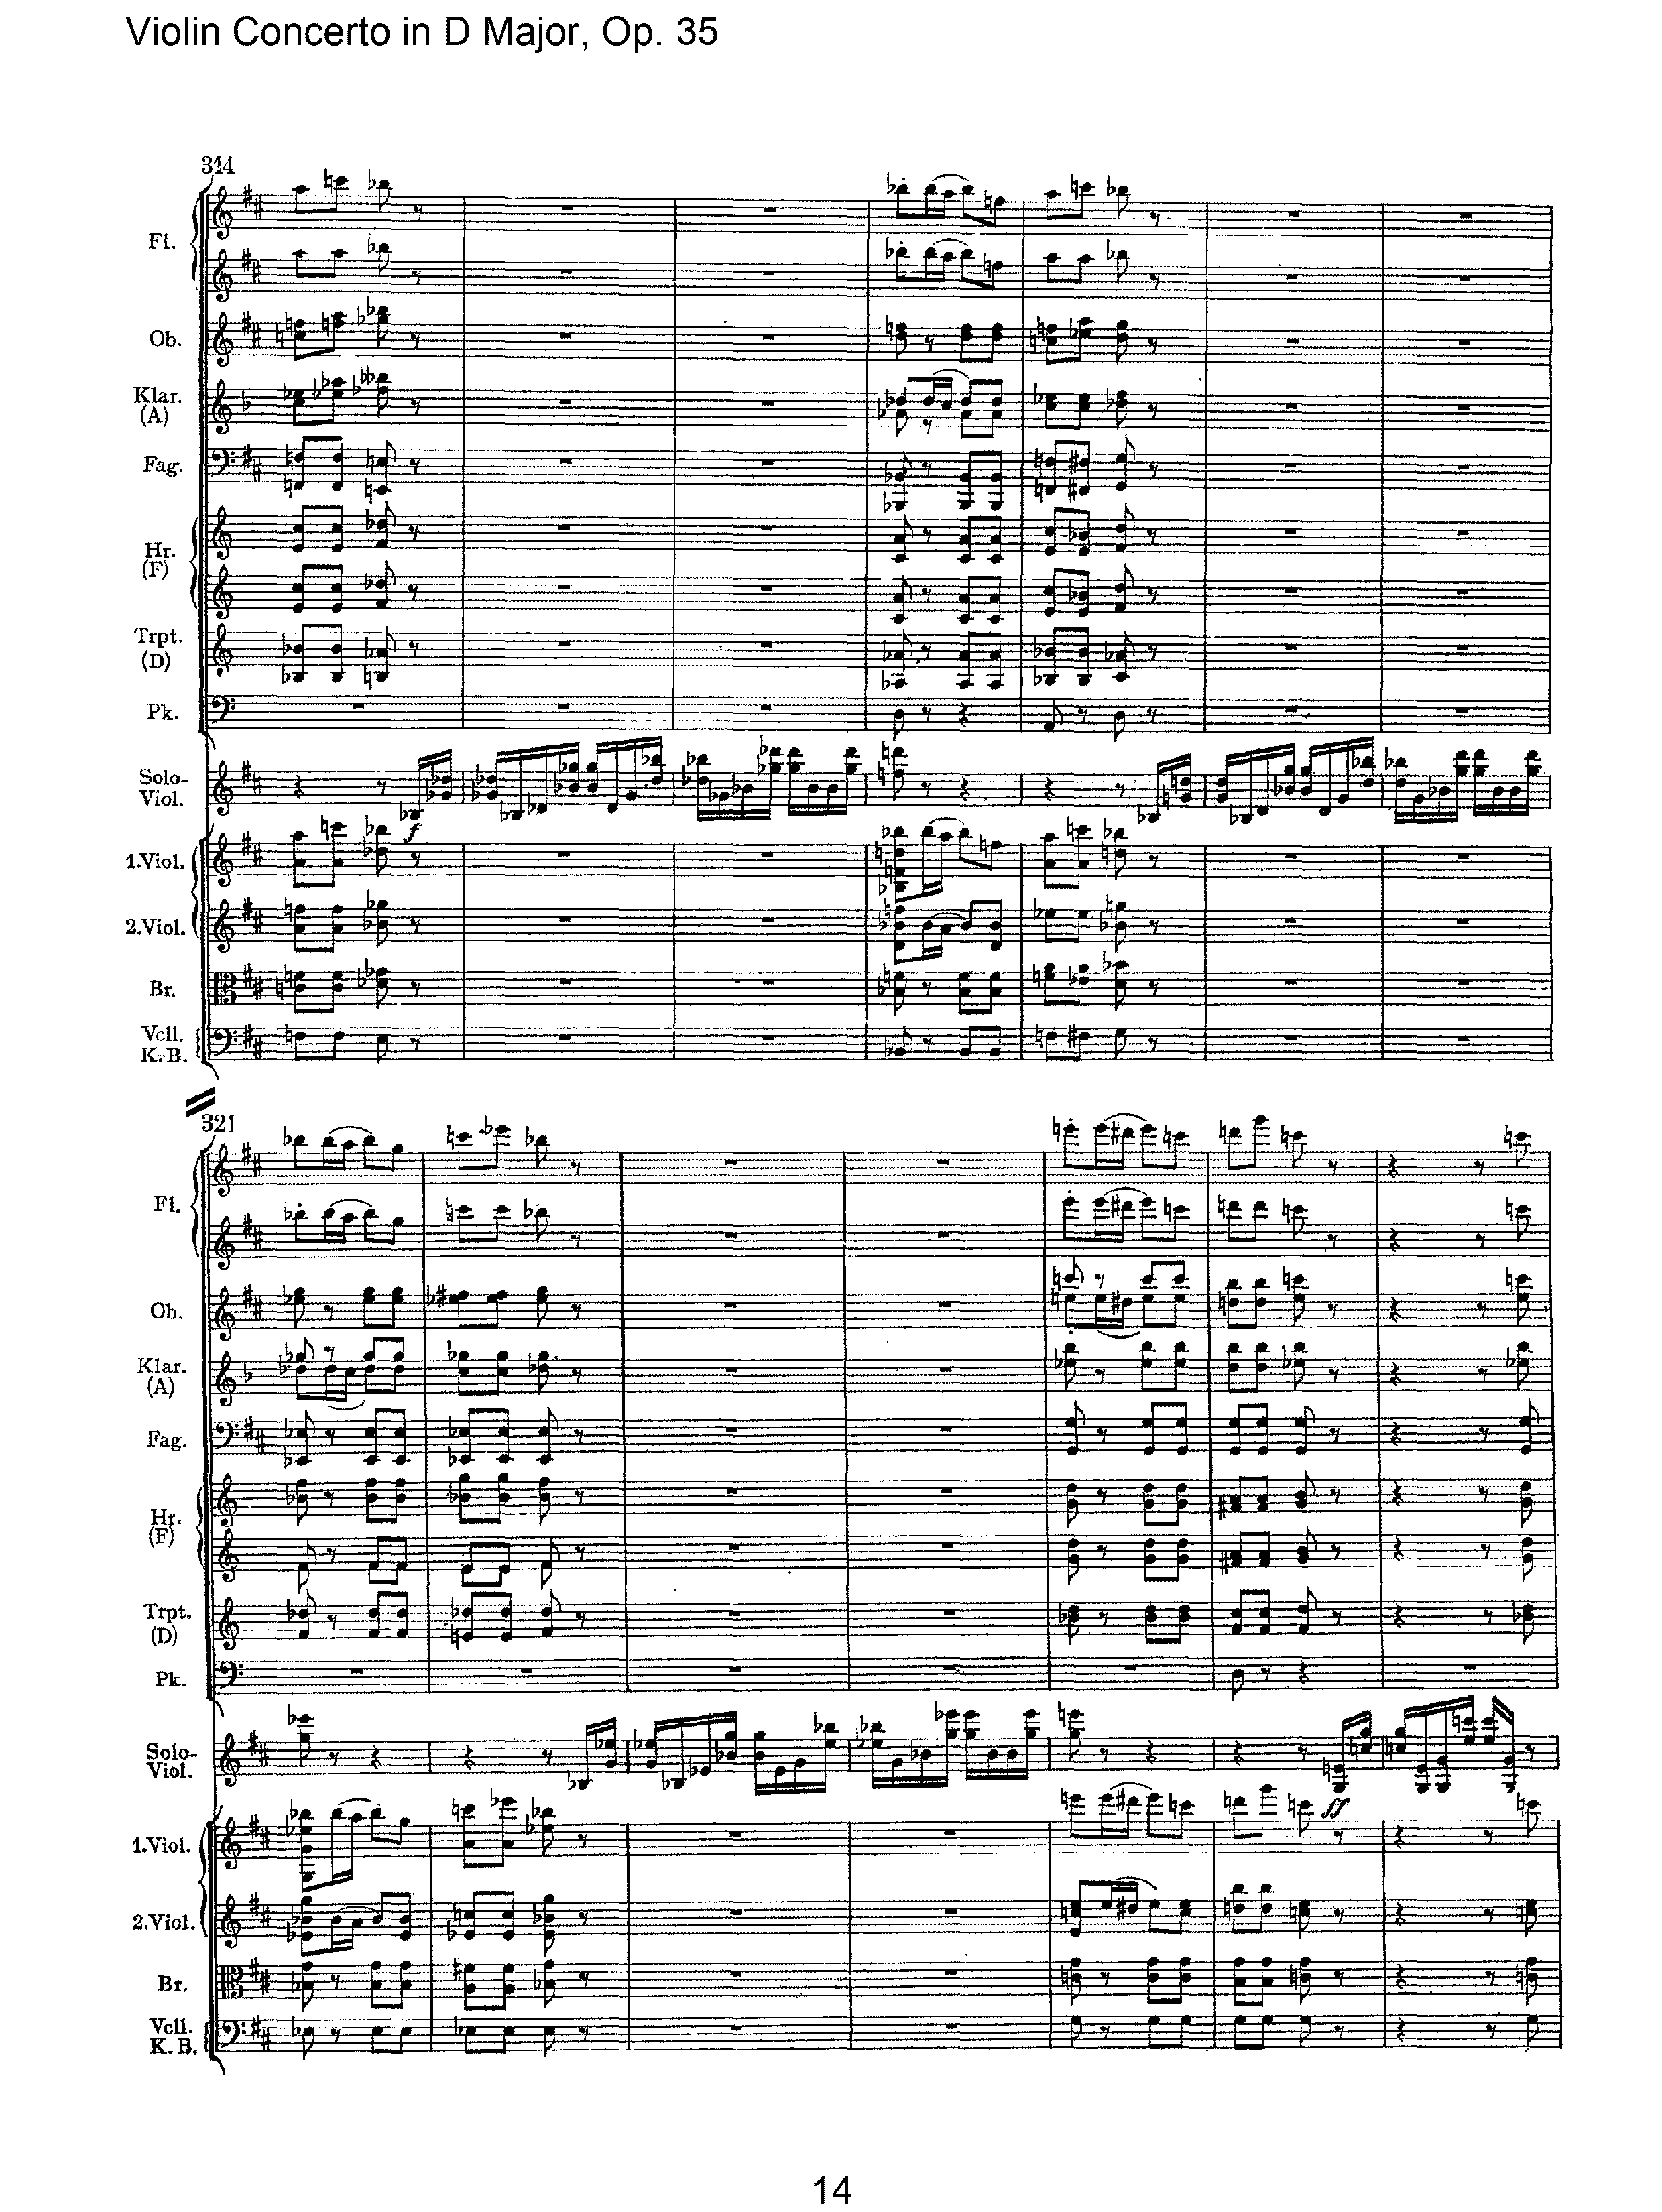 Violin Concerto in D Major, Op. 35
314
Fl.
Ob.
Klar.
(A)
Fag.
Hr.
(F)
Trpt.
(D)
Pk.
Solo-
Viol.
f
1.Viol.
2.Viol.
Br.
Vcll.
K.-B.
321
Fl.
Ob.
Klar.
(A)
Fag.
Hr.
(F)
Trpt.
(D)
Pk.
Solo-
Viol.
ff
1.Viol.
2.Viol.
Br.
Vcll.
K. B.
14